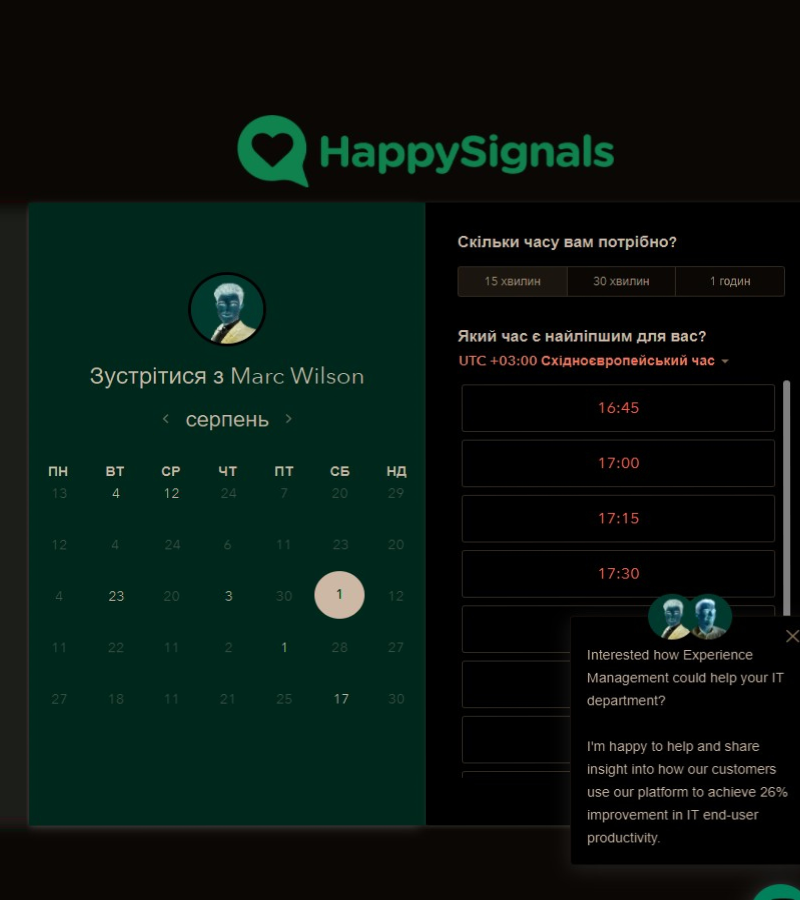 HappySignals
Зустрітися з Marc Wilson
серпень
ПН ВТ СР ЧТ ПТ СБ НД
13 4 12 24 7 20 29
12 4 24 6 11 23 20
4 23 20 3 30 1 12
11 22 11 2 1 28 27
27 18 11 21 25 17 30
Скільки часу вам потрібно?
15 хвилин 30 хвилин 1 годин
Який час є найліпшим для вас?
UTC +03:00 Східноєвропейський час
16:45
17:00
17:15
17:30
Interested how Experience
Management could help your IT
department?
I'm happy to help and share
insight into how our customers
use our platform to achieve 26%
improvement in IT end-user
productivity.